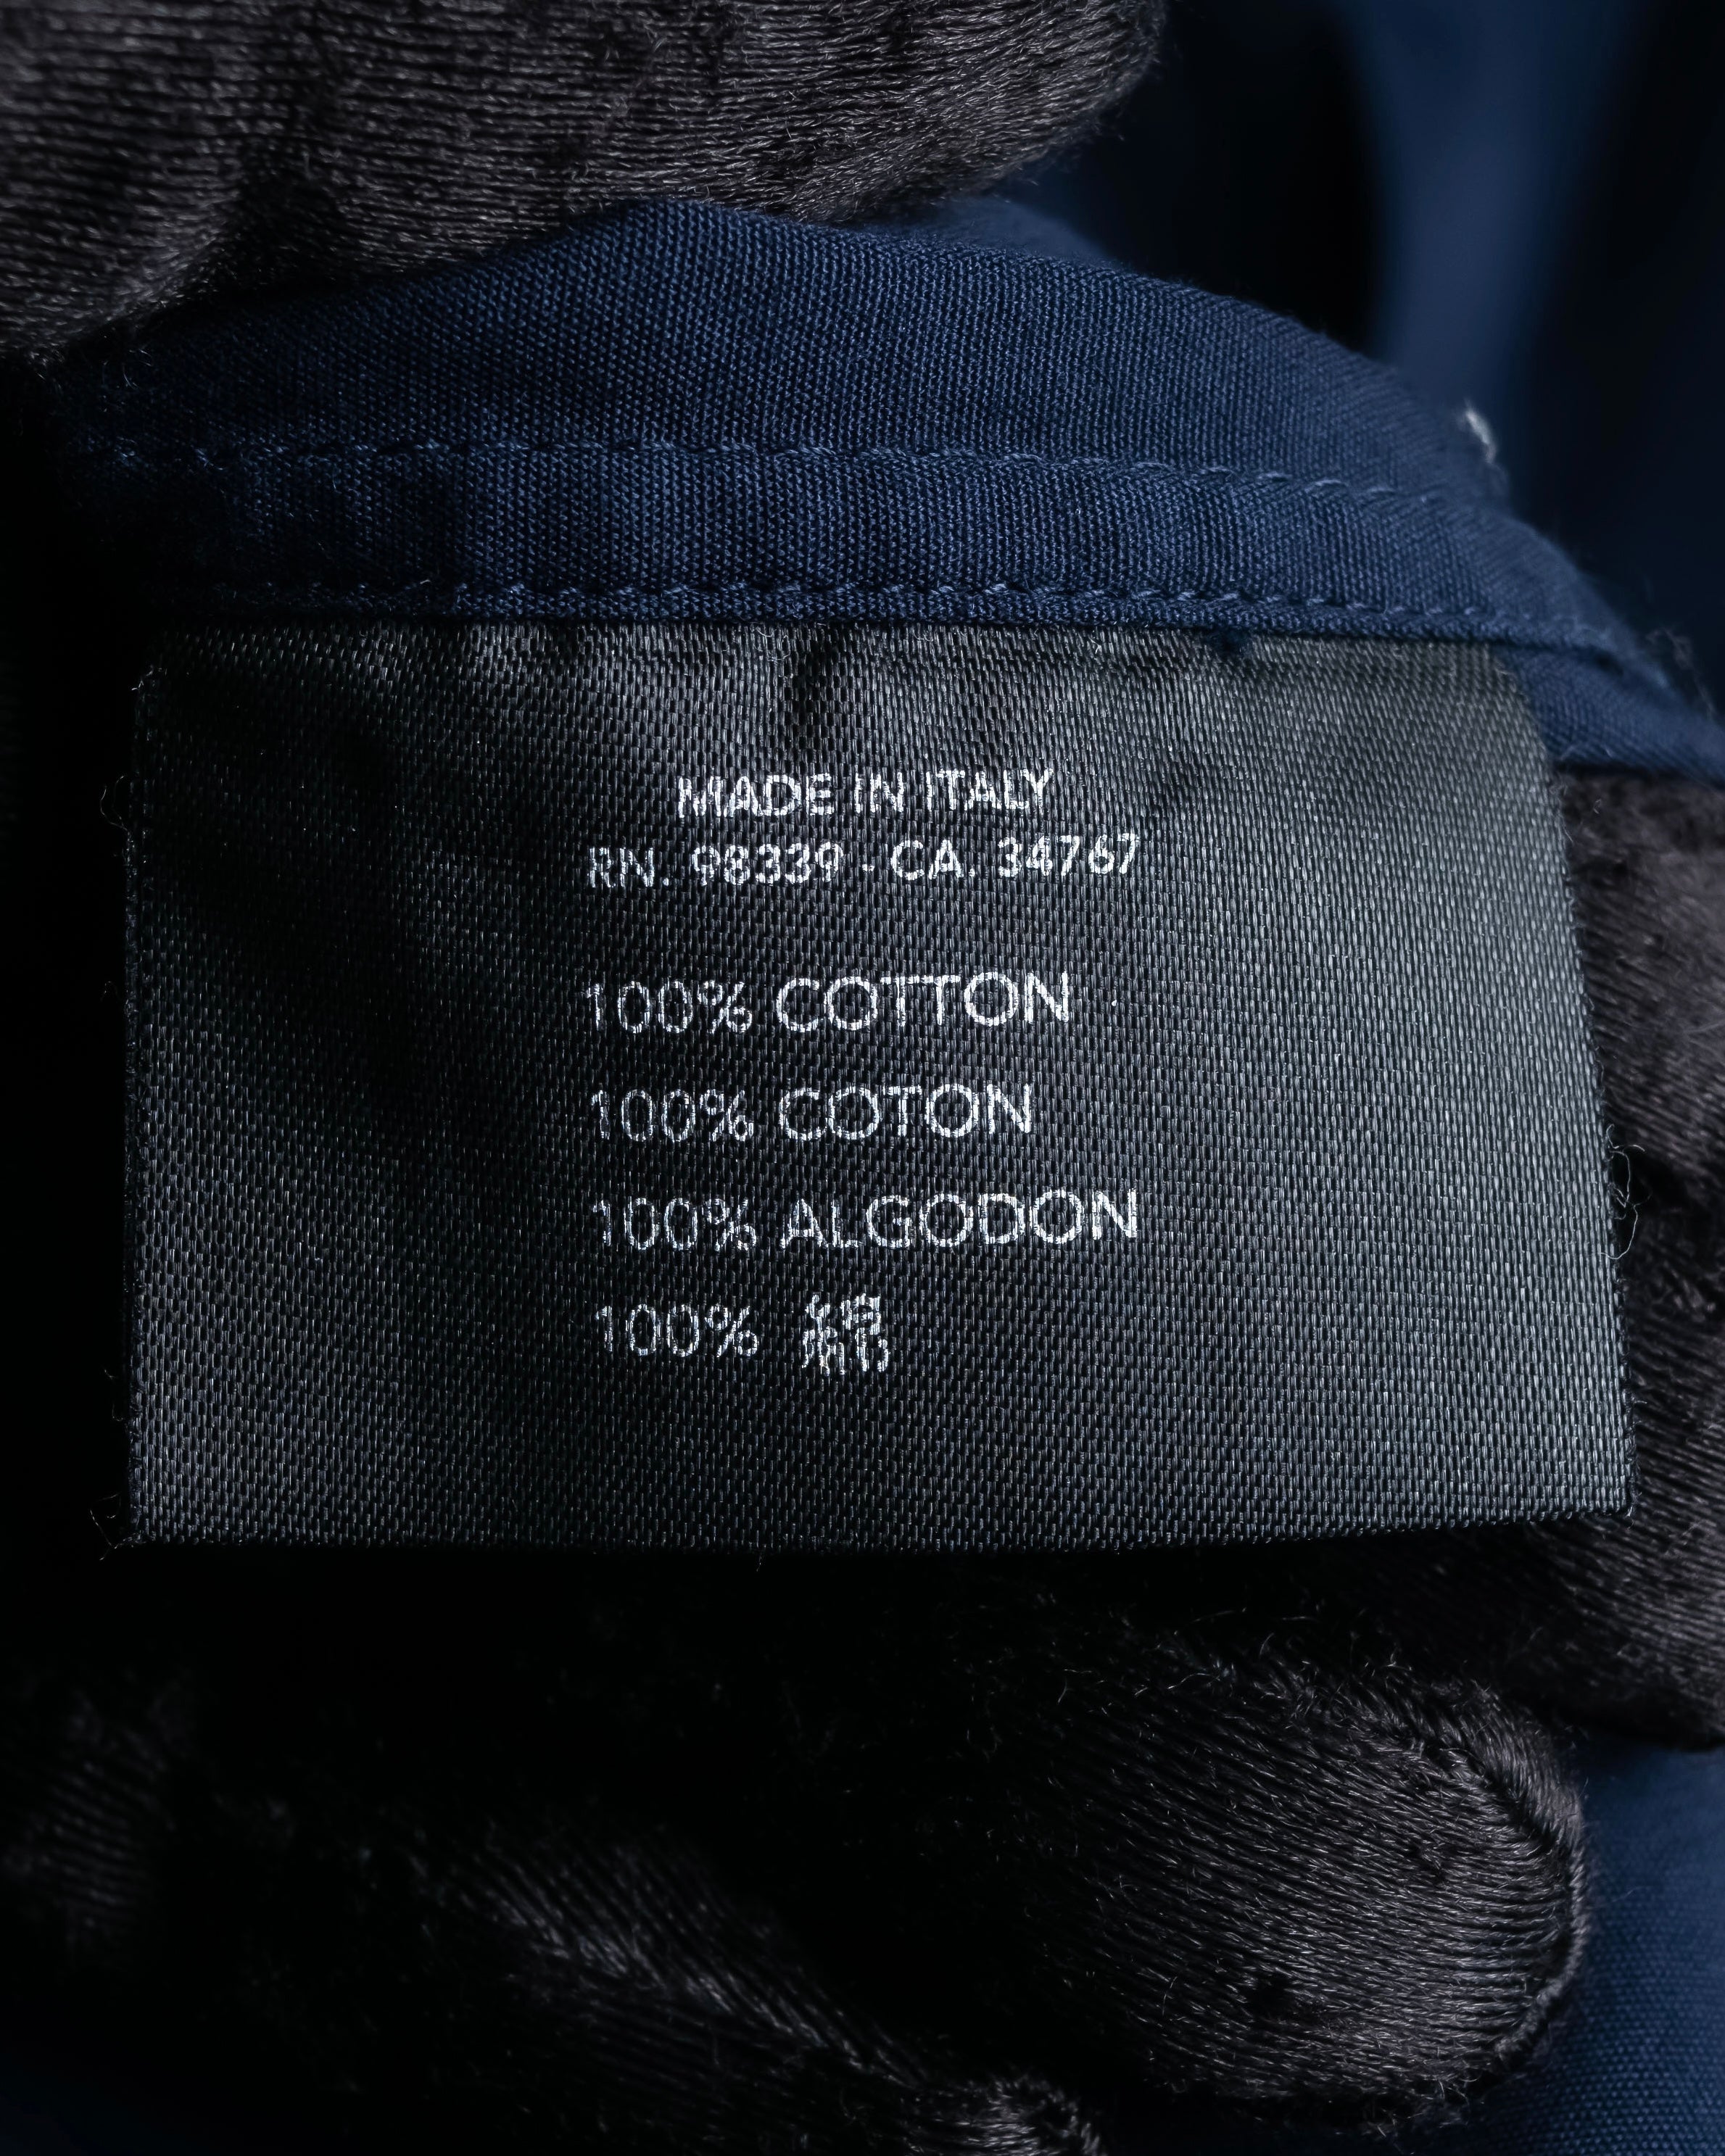 MADE IN ITALY
RN. 98339 - CA. 34767
100% COTTON
100% COTON
100% ALGODON
100% 綿